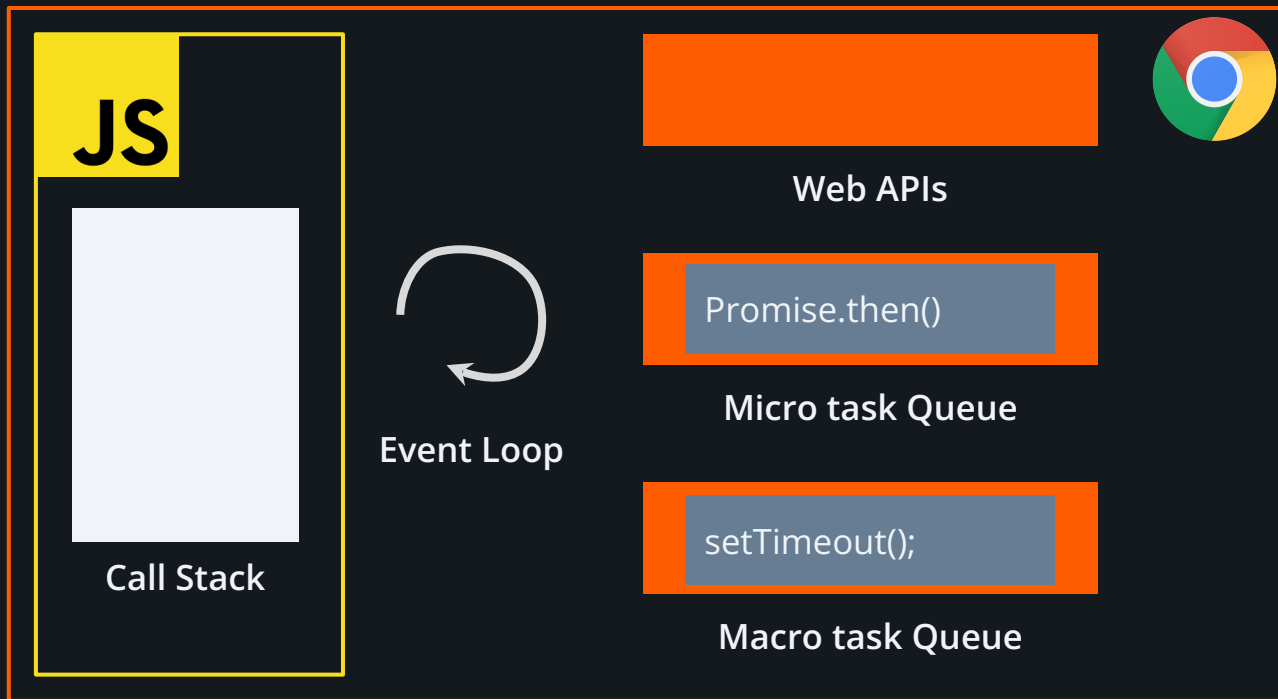 JS
Call Stack
Event Loop
Web APIs
Promise.then()
Micro task Queue
setTimeout();
Macro task Queue